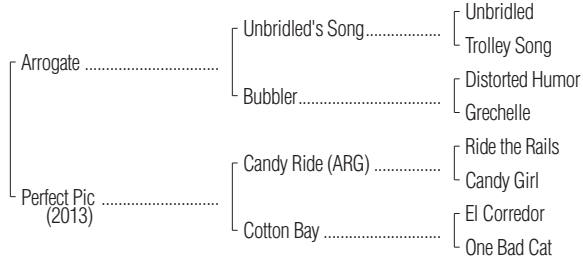 Arrogate
Perfect Pic
(2013)
Unbridled's Song
Bubbler
Candy Ride (ARG)
Cotton Bay
Unbridled
Trolley Song
Distorted Humor
Grechelle
Ride the Rails
Candy Girl
El Corredor
One Bad Cat